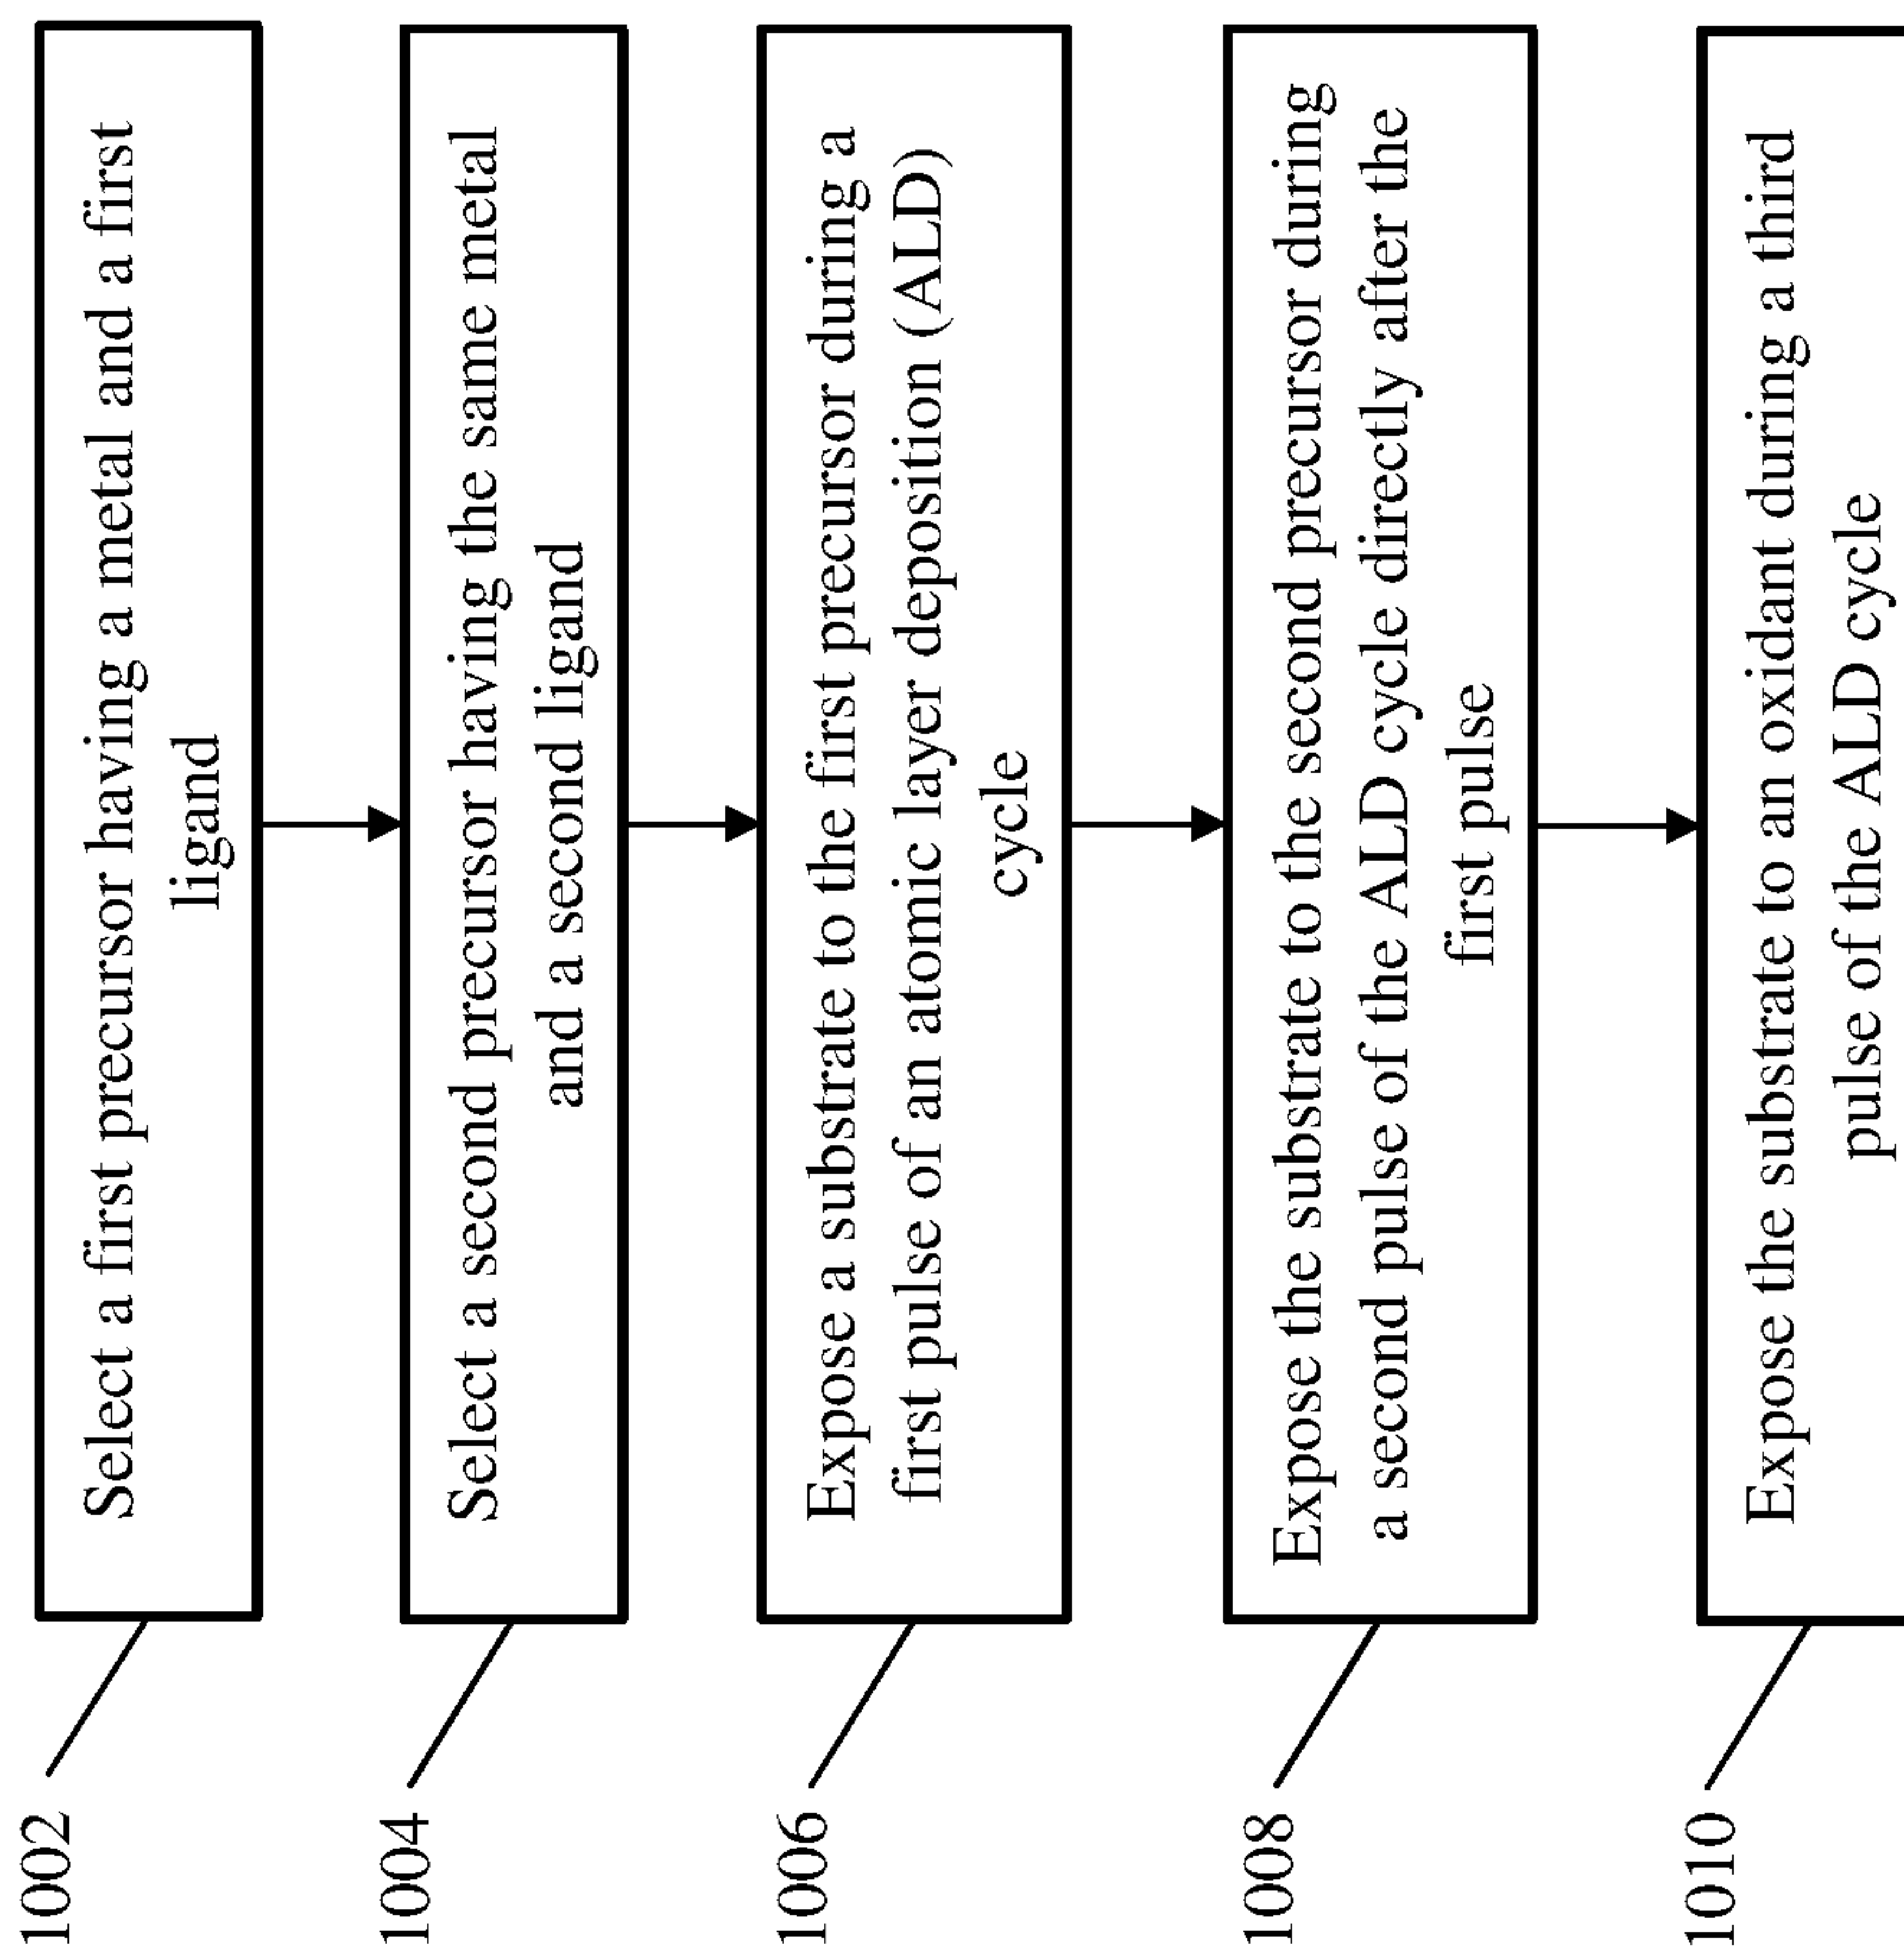 1002
Select a first precursor having a metal and a first
ligand
1004
Select a second precursor having the same metal
and a second ligand
1006
Expose a substrate to the first precursor during a
first pulse of an atomic layer deposition (ALD)
cycle
1008
Expose the substrate to the second precursor during
a second pulse of the ALD cycle directly after the
first pulse
1010
Expose the substrate to an oxidant during a third
pulse of the ALD cycle